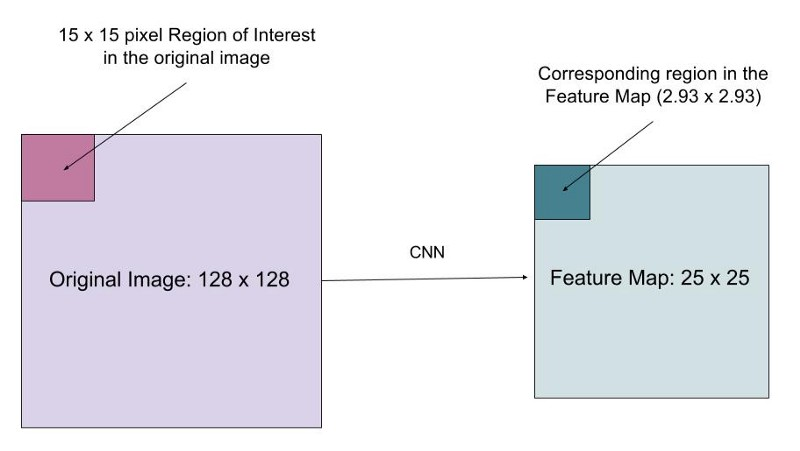 15 x 15 pixel Region of Interest
in the original image
Corresponding region in the
Feature Map (2.93 x 2.93)
CNN
Original Image: 128 x 128
Feature Map: 25 x 25